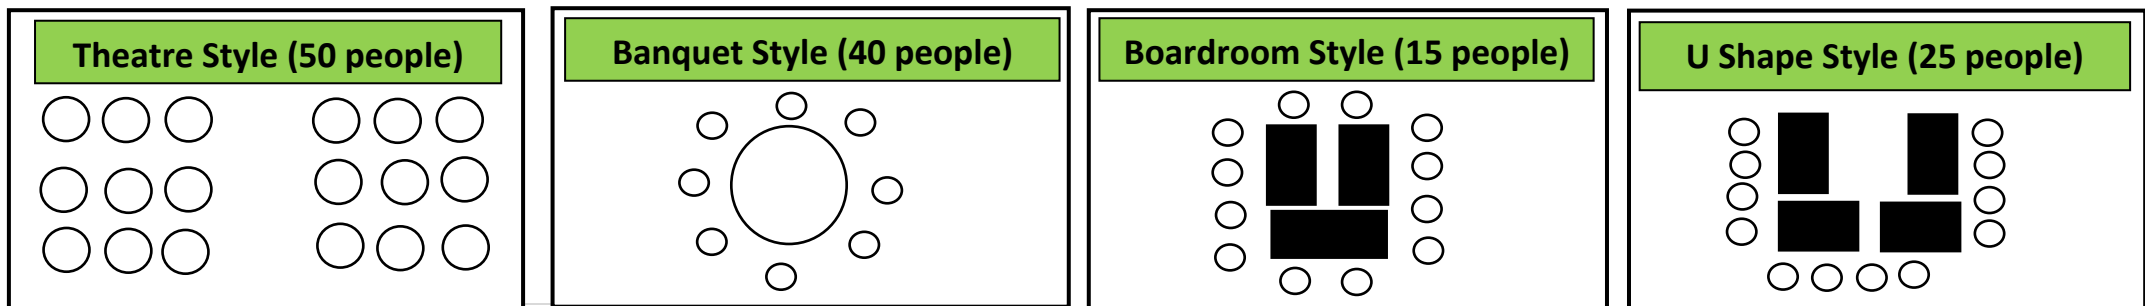 Theatre Style (50 people)
Banquet Style (40 people)
Boardroom Style (15 people)
U Shape Style (25 people)